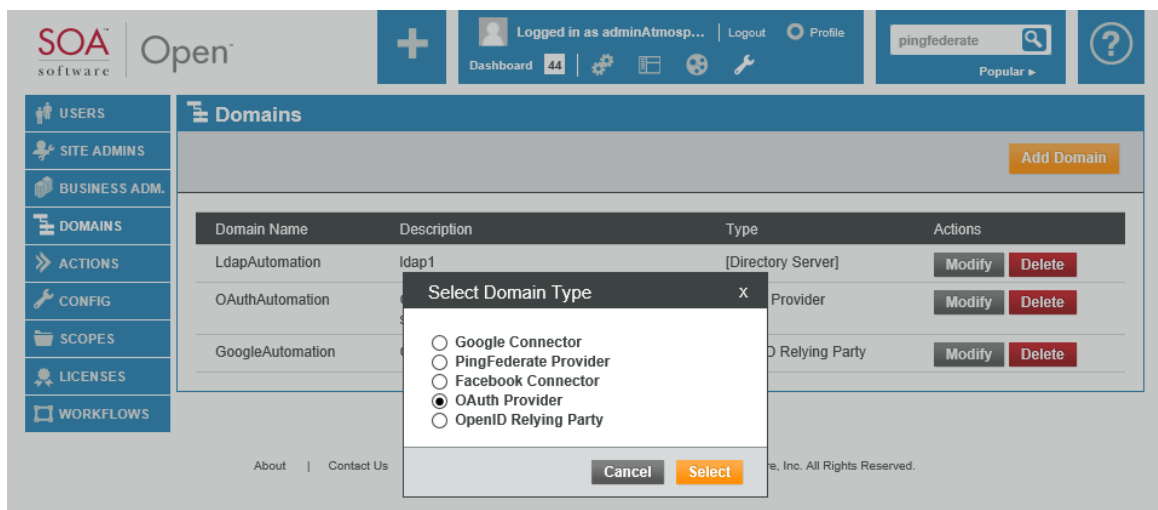 SOA™ Open™
software
+
Logged in as adminAtmosp... | Logout Profile
Dashboard 44
pingfederate
Popular ►
?
USERS
SITE ADMINS
BUSINESS ADM.
DOMAINS
ACTIONS
CONFIG
SCOPES
LICENSES
WORKFLOWS
Domains
Add Domain
Domain Name Description Type Actions
LdapAutomation ldap1 [Directory Server] Modify Delete
OAuthAutomation Provider Modify Delete
GoogleAutomation Relying Party Modify Delete
Select Domain Type X
Google Connector
PingFederate Provider
Facebook Connector
OAuth Provider
OpenID Relying Party
Cancel Select
About | Contact Us Inc. All Rights Reserved.